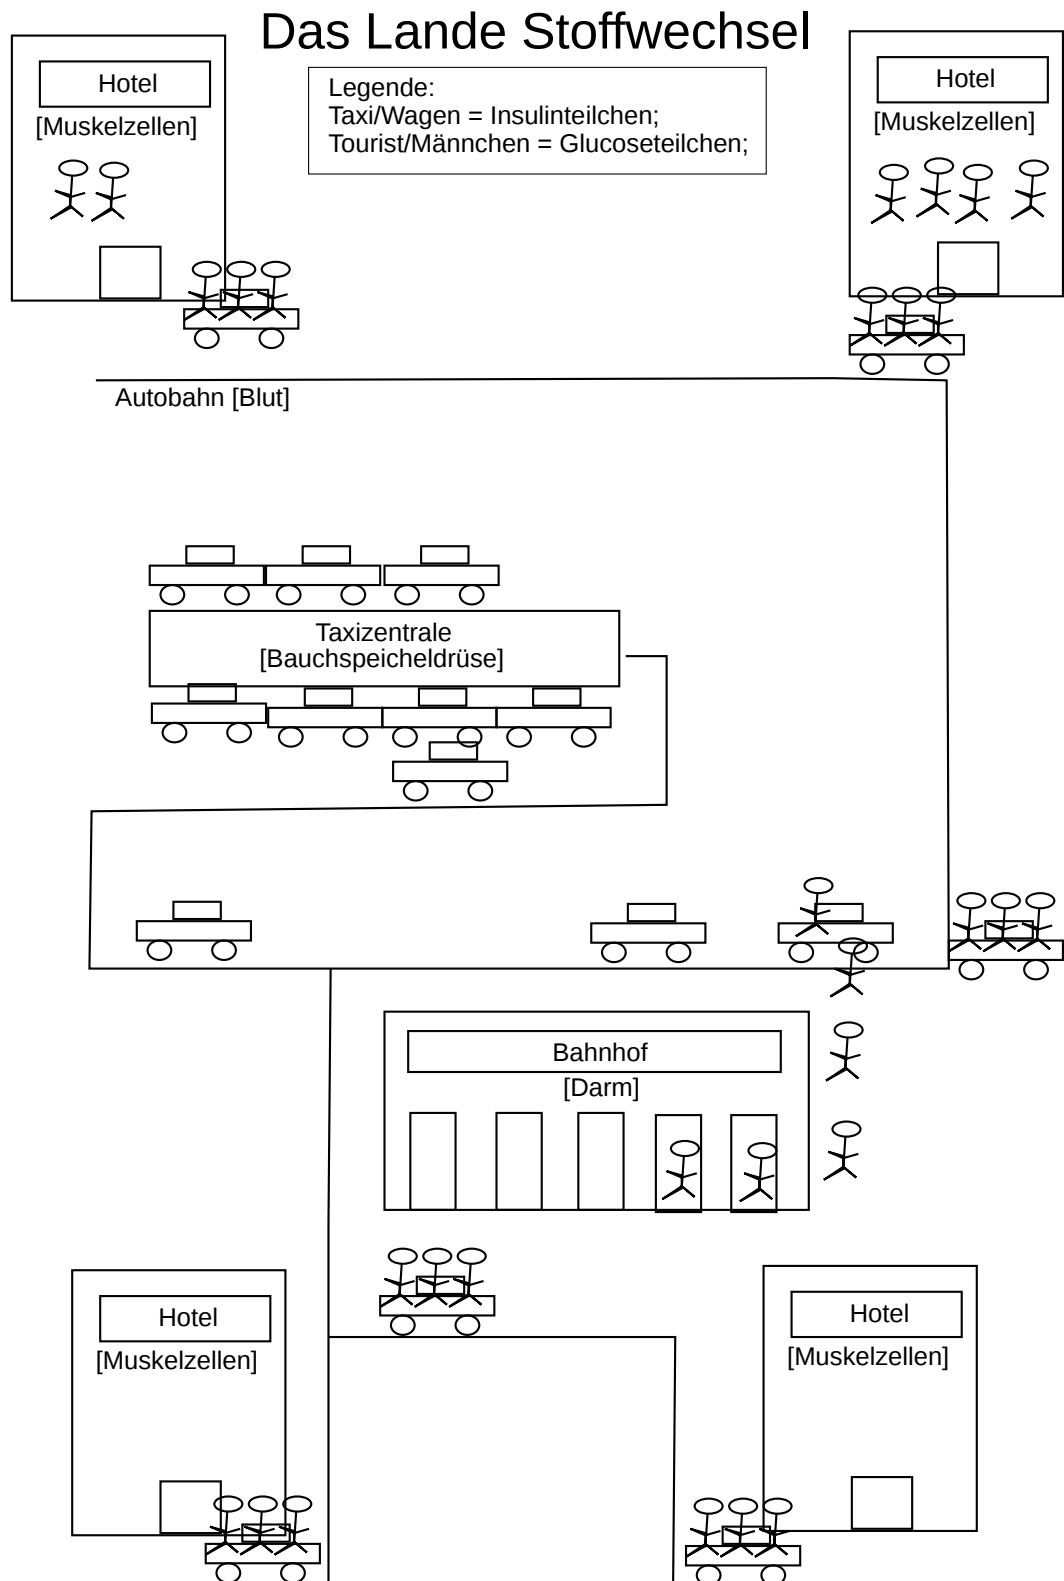 Das Lande Stoffwechsel
Hotel
[Muskelzellen]
Legende:
Taxi/Wagen = Insulinteilchen;
Tourist/Männchen = Glucoseteilchen;
Hotel
[Muskelzellen]
Autobahn [Blut]
Taxizentrale
[Bauchspeicheldrüse]
Bahnhof
[Darm]
Hotel
[Muskelzellen]
Hotel
[Muskelzellen]